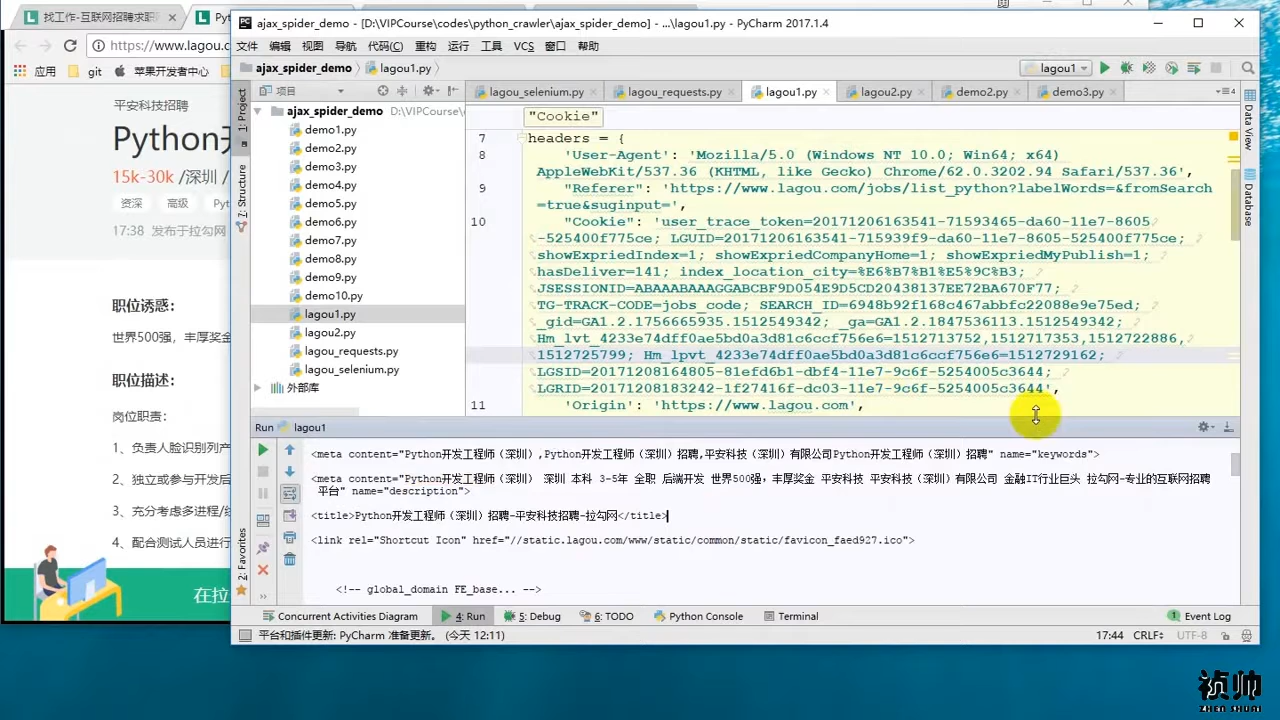 找工作-互联网招聘求职
ajax_spider_demo - [D:\VIPCourse\codes\python_crawler\ajax_spider_demo] - ...\lagou1.py - PyCharm 2017.1.4
https://www.lagou.c
文件 编辑 视图 导航 代码(C) 重构 运行 工具 VCS 窗口 帮助
应用 git 苹果开发者中心
ajax_spider_demo lagou1.py lagou1
项目 lagou_selenium.py lagou_requests.py lagou1.py lagou2.py demo2.py demo3.py
平安科技招聘
Python开
15k-30k /深圳 /
资深 高级 Pyt
17:38 发布于拉勾网
职位诱惑:
世界500强，丰厚奖金
职位描述:
岗位职责：
1、负责人脸识别列产
2、独立或参与开发后
3、充分考虑多进程/线
4、配合测试人员进行
在拉
1: Project
7: Structure
2: Favorites
ajax_spider_demo D:\VIPCourse\
demo1.py
demo2.py
demo3.py
demo4.py
demo5.py
demo6.py
demo7.py
demo8.py
demo9.py
demo10.py
lagou1.py
lagou2.py
lagou_requests.py
lagou_selenium.py
外部库
"Cookie"
7 headers = {
8 'User-Agent': 'Mozilla/5.0 (Windows NT 10.0; Win64; x64)
AppleWebKit/537.36 (KHTML, like Gecko) Chrome/62.0.3202.94 Safari/537.36',
9 "Referer": 'https://www.lagou.com/jobs/list_python?labelWords=&fromSearch
=true&suginput=',
10 "Cookie": 'user_trace_token=20171206163541-71593465-da60-11e7-8605
-525400f775ce; LGUID=20171206163541-715939f9-da60-11e7-8605-525400f775ce;
showExpriedIndex=1; showExpriedCompanyHome=1; showExpriedMyPublish=1;
hasDeliver=141; index_location_city=%E6%B7%B1%E5%9C%B3;
JSESSIONID=ABAAABAAAGGABCBF9D054E9D5CD20438137EE72BA670F77;
TG-TRACK-CODE=jobs_code; SEARCH_ID=6948b92f168c467abbfc22088e9e75ed;
_gid=GA1.2.1756665935.1512549342; _ga=GA1.2.1847536113.1512549342;
Hm_lvt_4233e74dff0ae5bd0a3d81c6ccf756e6=1512713752,1512717353,1512722886,
1512725799; Hm_lpvt_4233e74dff0ae5bd0a3d81c6ccf756e6=1512729162;
LGSID=20171208164805-81efd6b1-dbf4-11e7-9c6f-5254005c3644;
LGRID=20171208183242-1f27416f-dc03-11e7-9c6f-5254005c3644',
11 'Origin': 'https://www.lagou.com',
Data View
Database
Run lagou1
<meta content="Python开发工程师（深圳）,Python开发工程师（深圳）招聘,平安科技（深圳）有限公司Python开发工程师（深圳）招聘" name="keywords">
<meta content="Python开发工程师（深圳） 深圳 本科 3-5年 全职 后端开发 世界500强，丰厚奖金 平安科技 平安科技（深圳）有限公司 金融IT行业巨头 拉勾网-专业的互联网招聘
平台" name="description">
<title>Python开发工程师（深圳）招聘-平安科技招聘-拉勾网</title>
<link rel="Shortcut Icon" href="//static.lagou.com/www/static/common/static/favicon_faed927.ico">
<!-- global_domain FE_base... -->
Concurrent Activities Diagram 4: Run 5: Debug 6: TODO Python Console Terminal 1 Event Log
平台和插件更新: PyCharm 准备更新。 (今天 12:11) 17:44 CRLF UTF-8
祯帅
ZHEN SHUAI